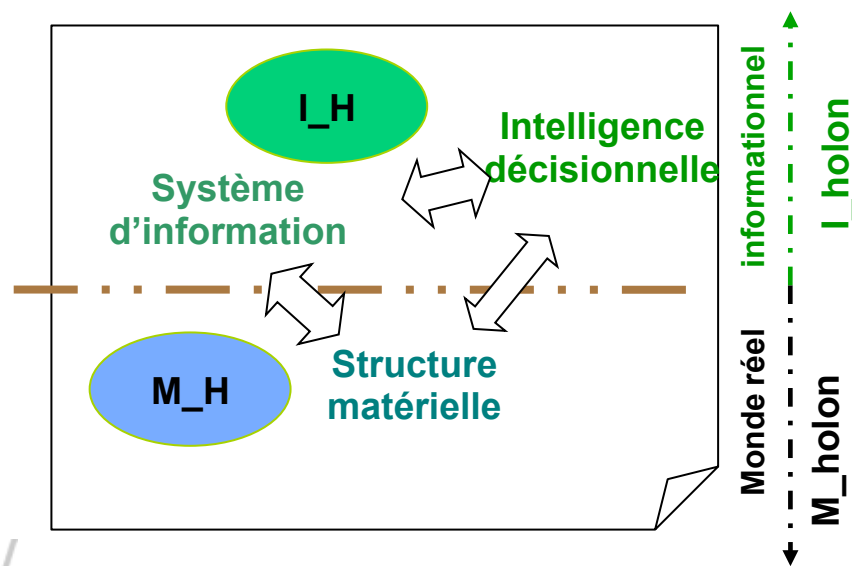 I_H
Intelligence
décisionnelle
Système
d’information
M_H
Structure
matérielle
informationnel
I_holon
Monde réel
M_holon